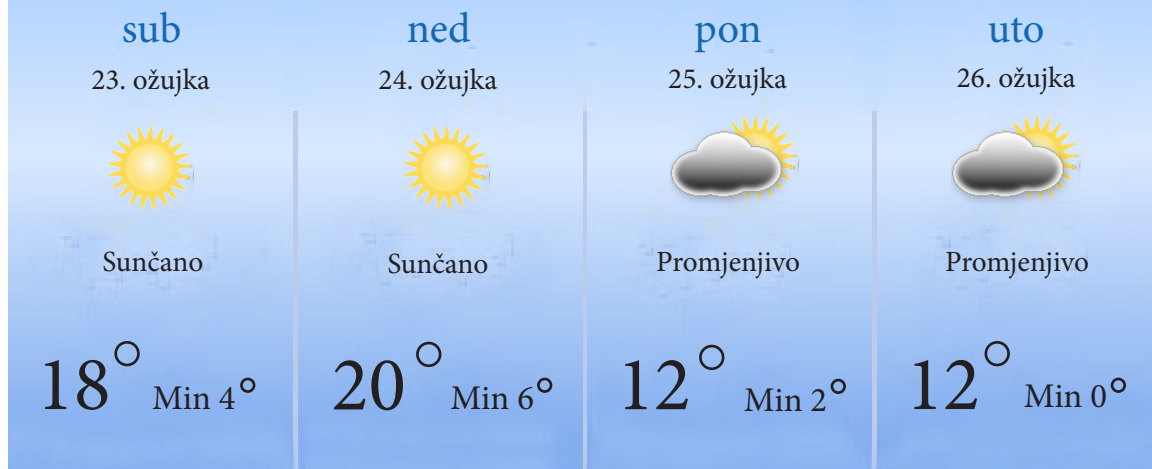 sub
23. ožujka
Sunčano
18° Min 4°
ned
24. ožujka
Sunčano
20° Min 6°
pon
25. ožujka
Promjenjivo
12° Min 2°
uto
26. ožujka
Promjenjivo
12° Min 0°